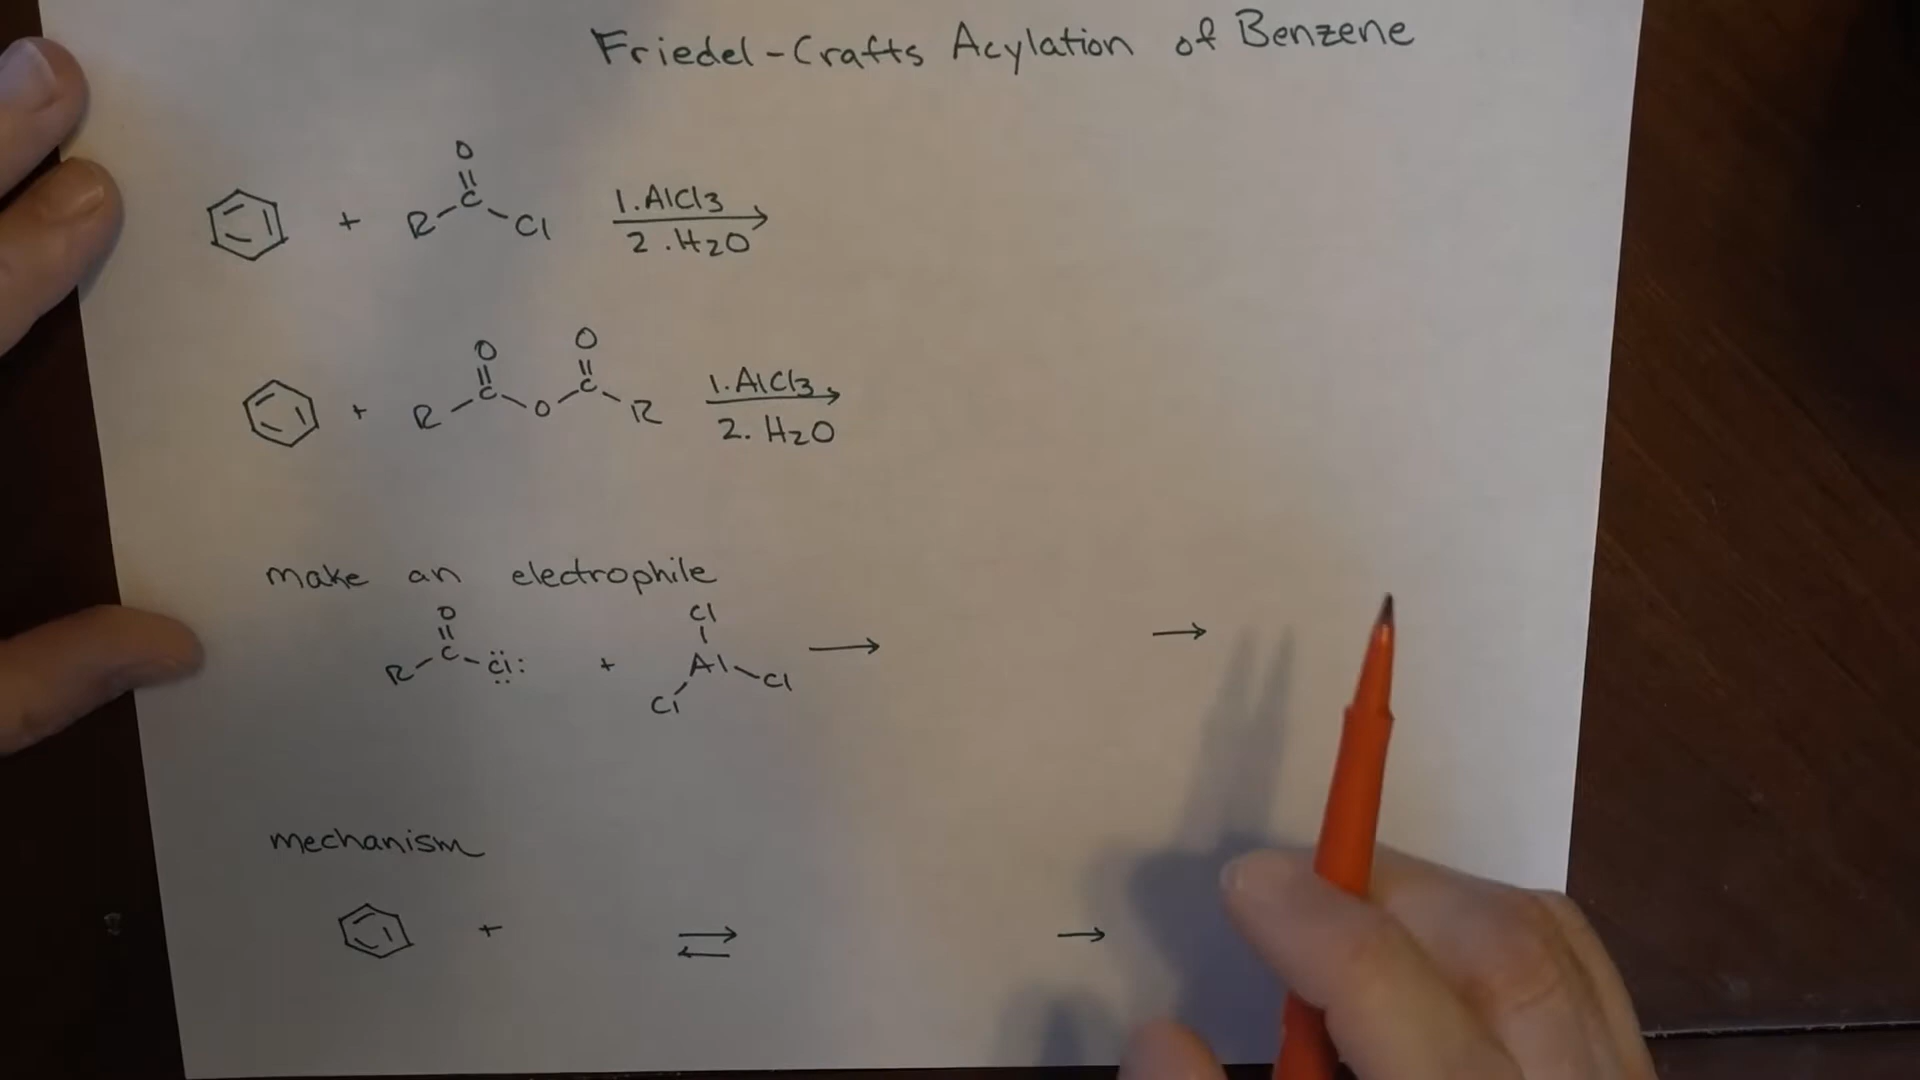 Friedel-Crafts Acylation of Benzene
O
+ R-C-Cl 1. AlCl3
2. H2O
O O
+ R-C-O-C-R 1. AlCl3
2. H2O
make an electrophile
O Cl
R-C-Cl: + Al-Cl → →
Cl
mechanism
+ ⇌ →